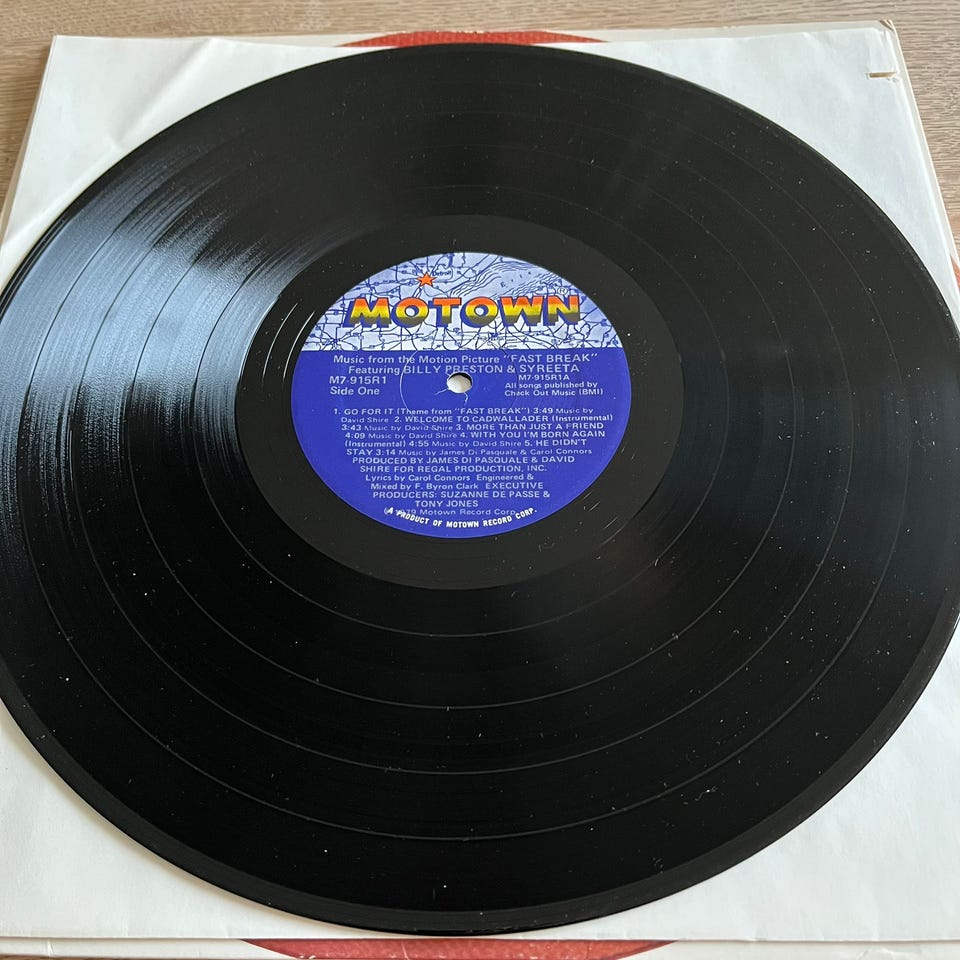 Detroit
MOTOWN
Music from the Motion Picture "FAST BREAK"
Featuring BILLY PRESTON & SYREETA
M7-915R1
Side One
M7-915R1A
All songs published by
Check Out Music (BMI)
1. GO FOR IT (Theme from "FAST BREAK") 3:49 Music by
David Shire 2. WELCOME TO CADWALLADER (Instrumental)
3:43 Music by David Shire 3. MORE THAN JUST A FRIEND
4:09 Music by David Shire 4. WITH YOU I'M BORN AGAIN
(Instrumental) 4:55 Music by David Shire 5. HE DIDN'T
STAY 3:14 Music by James Di Pasquale & Carol Connors
PRODUCED BY JAMES DI PASQUALE & DAVID
SHIRE FOR REGAL PRODUCTION, INC.
Lyrics by Carol Connors Engineered &
Mixed by F. Byron Clark EXECUTIVE
PRODUCERS: SUZANNE DE PASSE &
TONY JONES
1979 Motown Record Corp.
A PRODUCT OF MOTOWN RECORD CORP.